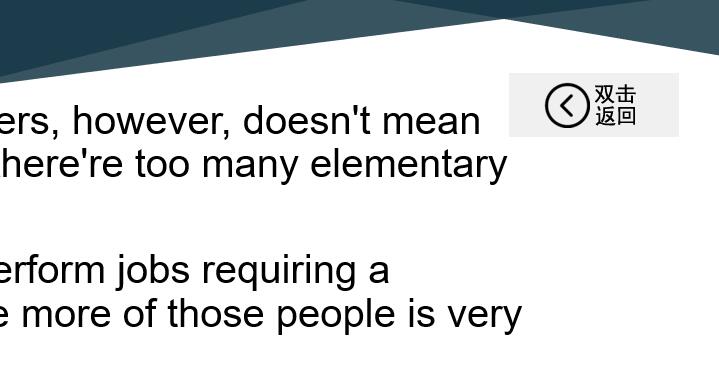 ers, however, doesn't mean
here're too many elementary
erform jobs requiring a
e more of those people is very
双击
返回